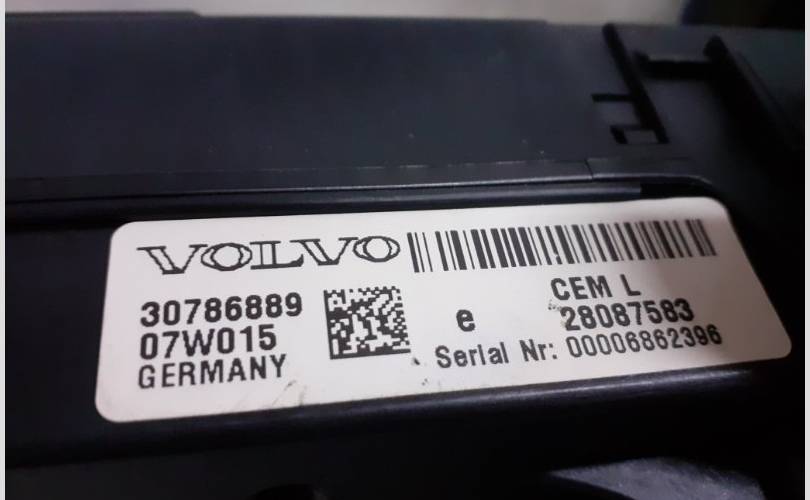 VOLVO
30786889
07W015
GERMANY
e
CEM L
28087583
Serial Nr: 00006862396